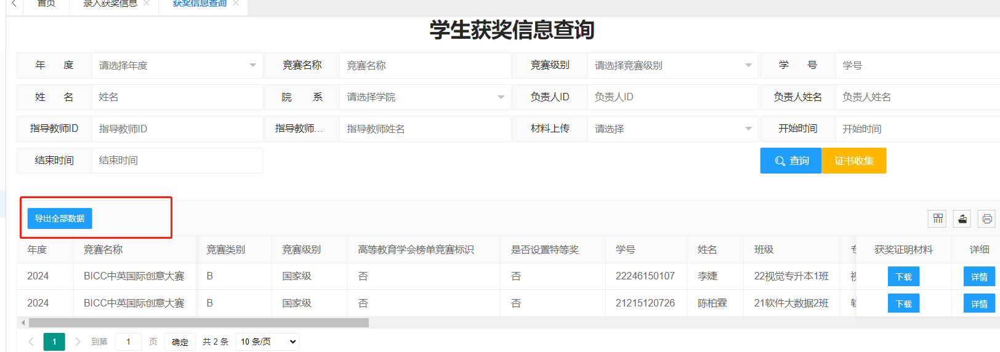 首页 录入获奖信息 获奖信息查询
学生获奖信息查询
年 度 请选择年度 竞赛名称 竞赛名称 竞赛级别 请选择竞赛级别 学 号 学号
姓 名 姓名 院 系 请选择学院 负责人ID 负责人ID 负责人姓名 负责人姓名
指导教师ID 指导教师ID 指导教师... 指导教师姓名 材料上传 请选择 开始时间 开始时间
结束时间 结束时间 查询 证书收集
导出全部数据
年度 竞赛名称 竞赛类别 竞赛级别 高等教育学会榜单竞赛标识 是否设置特等奖 学号 姓名 班级 获奖证明材料 详细
2024 BICC中英国际创意大赛 B 国家级 否 否 22246150107 李婕 22视觉专升本1班 下载 详情
2024 BICC中英国际创意大赛 B 国家级 否 否 21215120726 陈柏霖 21软件大数据2班 下载 详情
1 到第 1 页 确定 共 2 条 10 条/页